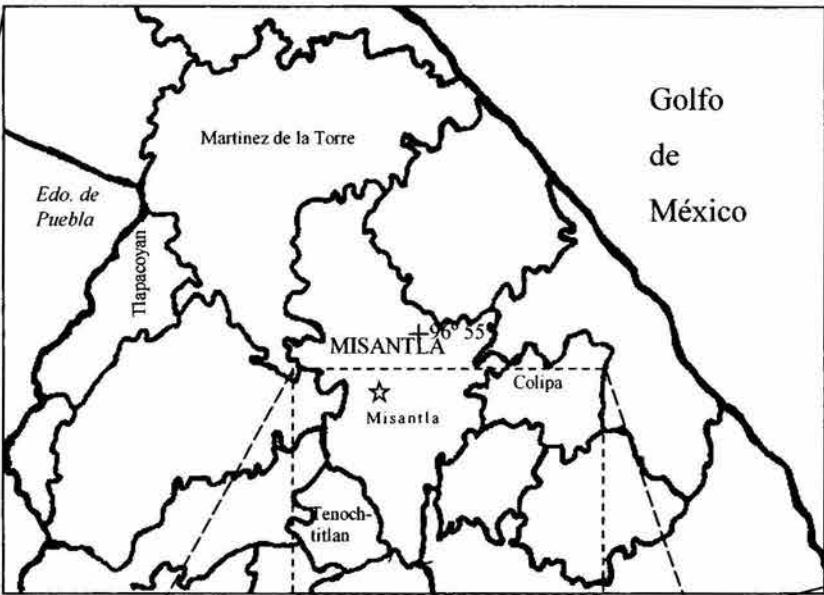 Golfo
de
México
Martinez de la Torre
Edo. de
Puebla
Tlapacoyan
96° 55'
MISANTLA
Colipa
Misantla
Tenoch-
titlan